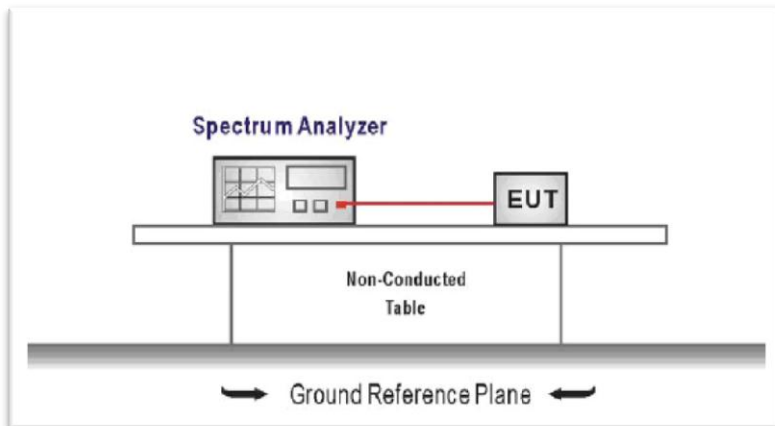 Spectrum Analyzer
EUT
Non-Conducted
Table
Ground Reference Plane